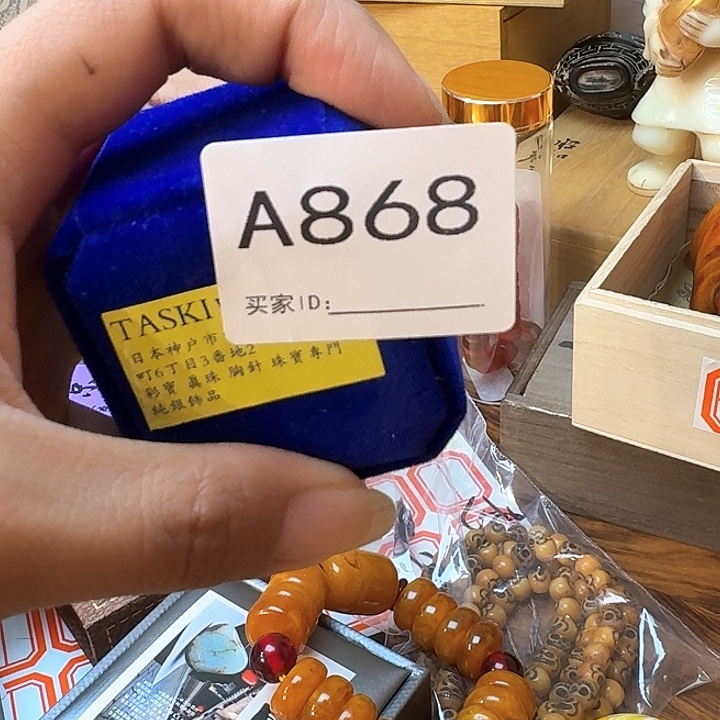 A868
买家ID:
TASKI
日本神户市
町6丁目3番地2
彩寶 眞珠 胸針 珠寶專門
純銀飾品